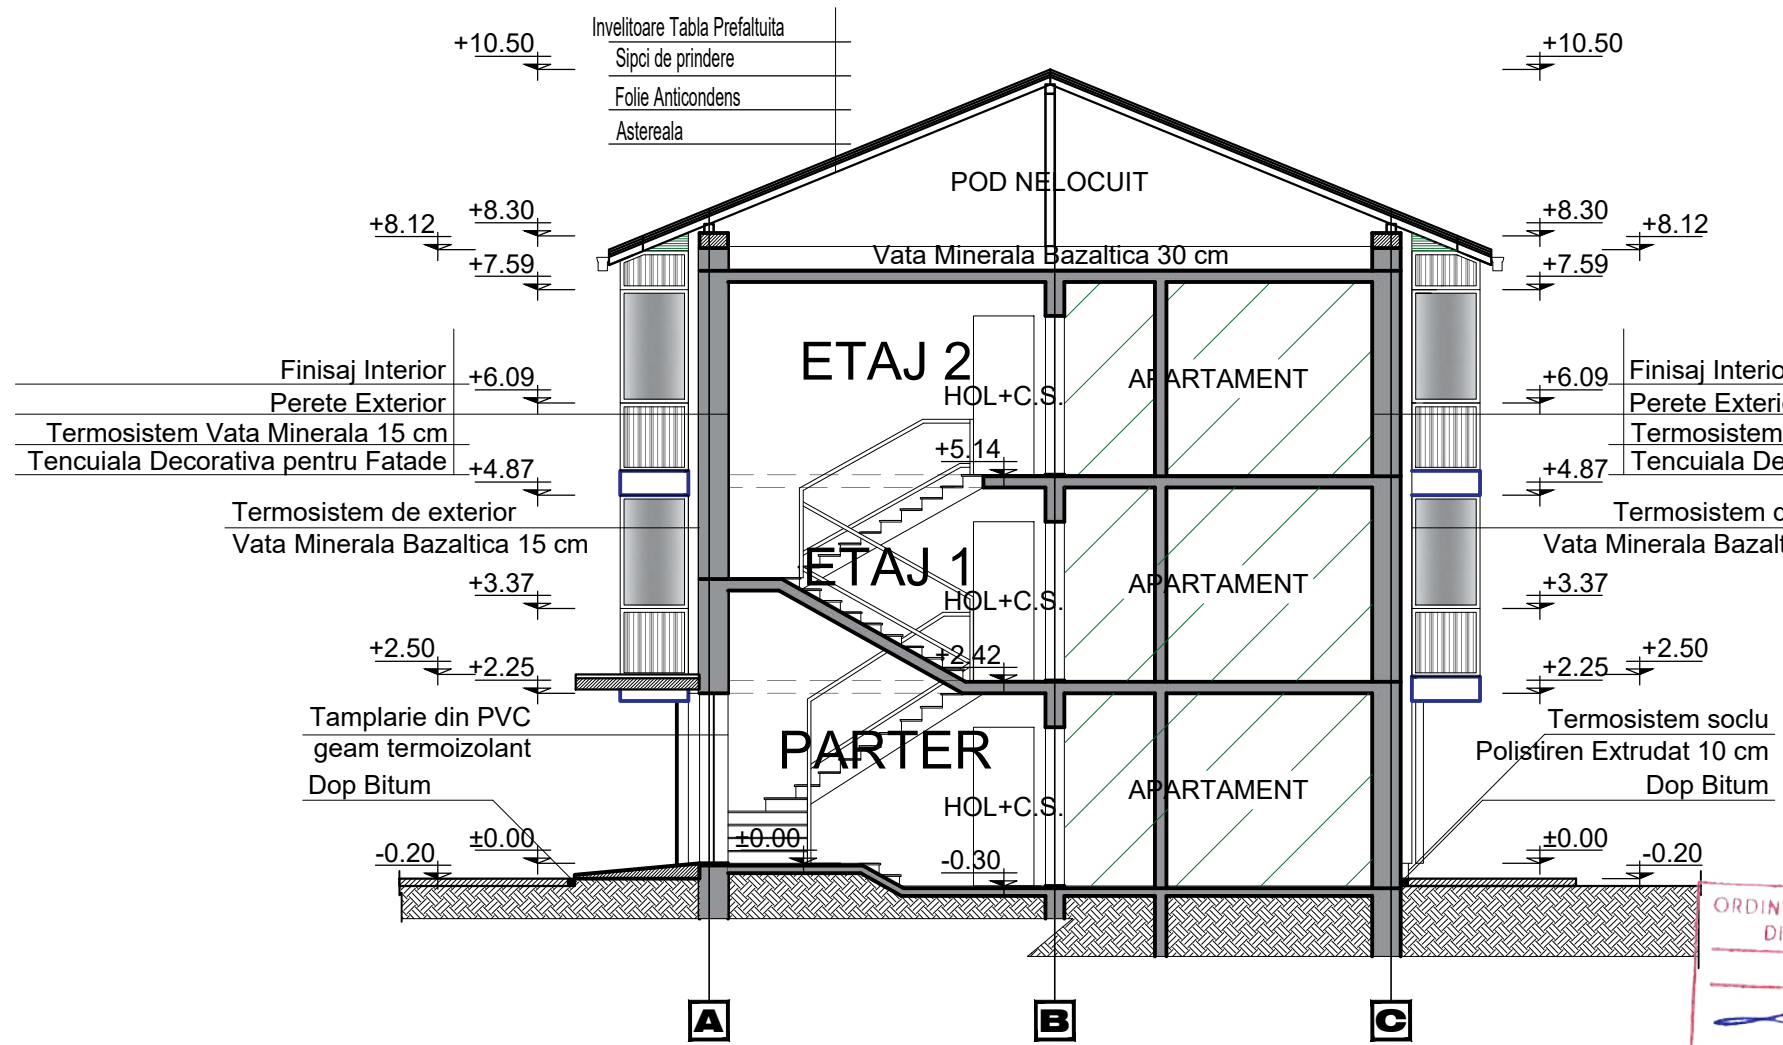 Invelitoare Tabla Prefaltuita
Sipci de prindere
Folie Anticondens
Astereala
+10.50
+10.50
POD NELOCUIT
+8.12
+8.30
+7.59
+8.30
+8.12
+7.59
Vata Minerala Bazaltica 30 cm
ETAJ 2
HOL+C.S.
APARTAMENT
Finisaj Interior
Perete Exterior
Termosistem Vata Minerala 15 cm
Tencuiala Decorativa pentru Fatade
+6.09
+4.87
+5.14
+6.09
+4.87
Finisaj Interio
Perete Exteri
Termosistem
Tencuiala De
Termosistem de exterior
Vata Minerala Bazaltica 15 cm
Termosistem d
Vata Minerala Bazalt
ETAJ 1
HOL+C.S.
APARTAMENT
+3.37
+3.37
+2.50
+2.25
+2.42
+2.25
+2.50
Tamplarie din PVC
geam termoizolant
Dop Bitum
PARTER
HOL+C.S.
APARTAMENT
Termosistem soclu
Polistiren Extrudat 10 cm
Dop Bitum
-0.20
±0.00
±0.00
-0.30
±0.00
-0.20
ORDIN
DI
A
B
C